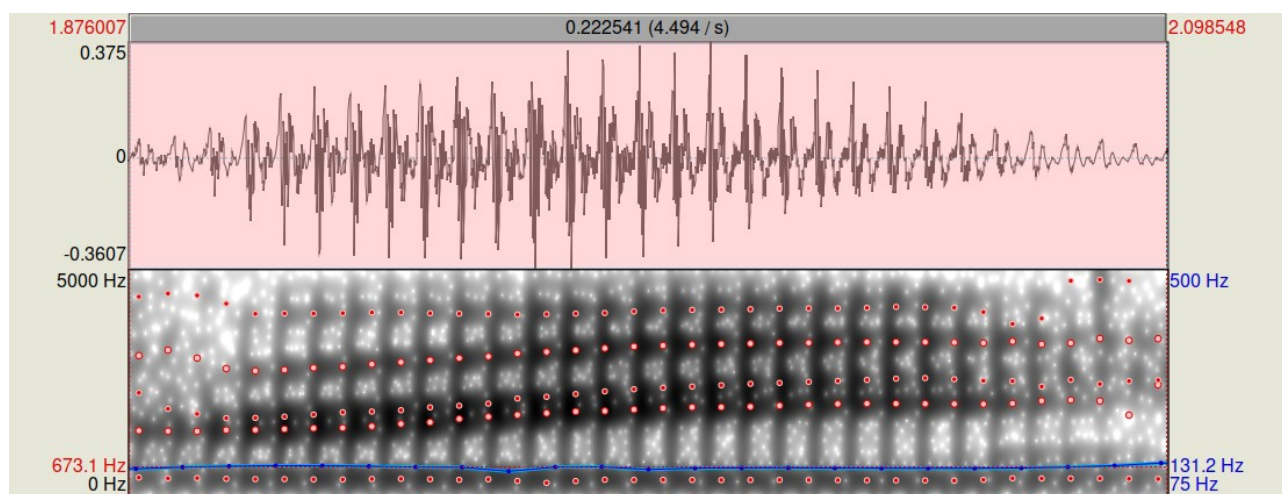 1.876007 0.222541 (4.494 / s) 2.098548
0.375
0
-0.3607
5000 Hz 500 Hz
673.1 Hz 131.2 Hz
0 Hz 75 Hz